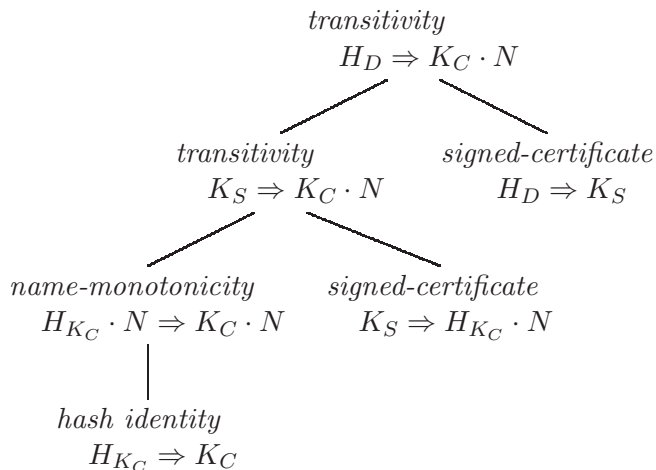 transitivity
H_D ⇒ K_C · N
transitivity
signed-certificate
K_S ⇒ K_C · N
H_D ⇒ K_S
name-monotonicity
signed-certificate
H_{K_C} · N ⇒ K_C · N
K_S ⇒ H_{K_C} · N
hash identity
H_{K_C} ⇒ K_C